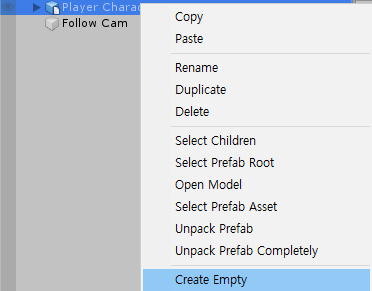 Player Charac
Follow Cam
Copy
Paste
Rename
Duplicate
Delete
Select Children
Select Prefab Root
Open Model
Select Prefab Asset
Unpack Prefab
Unpack Prefab Completely
Create Empty